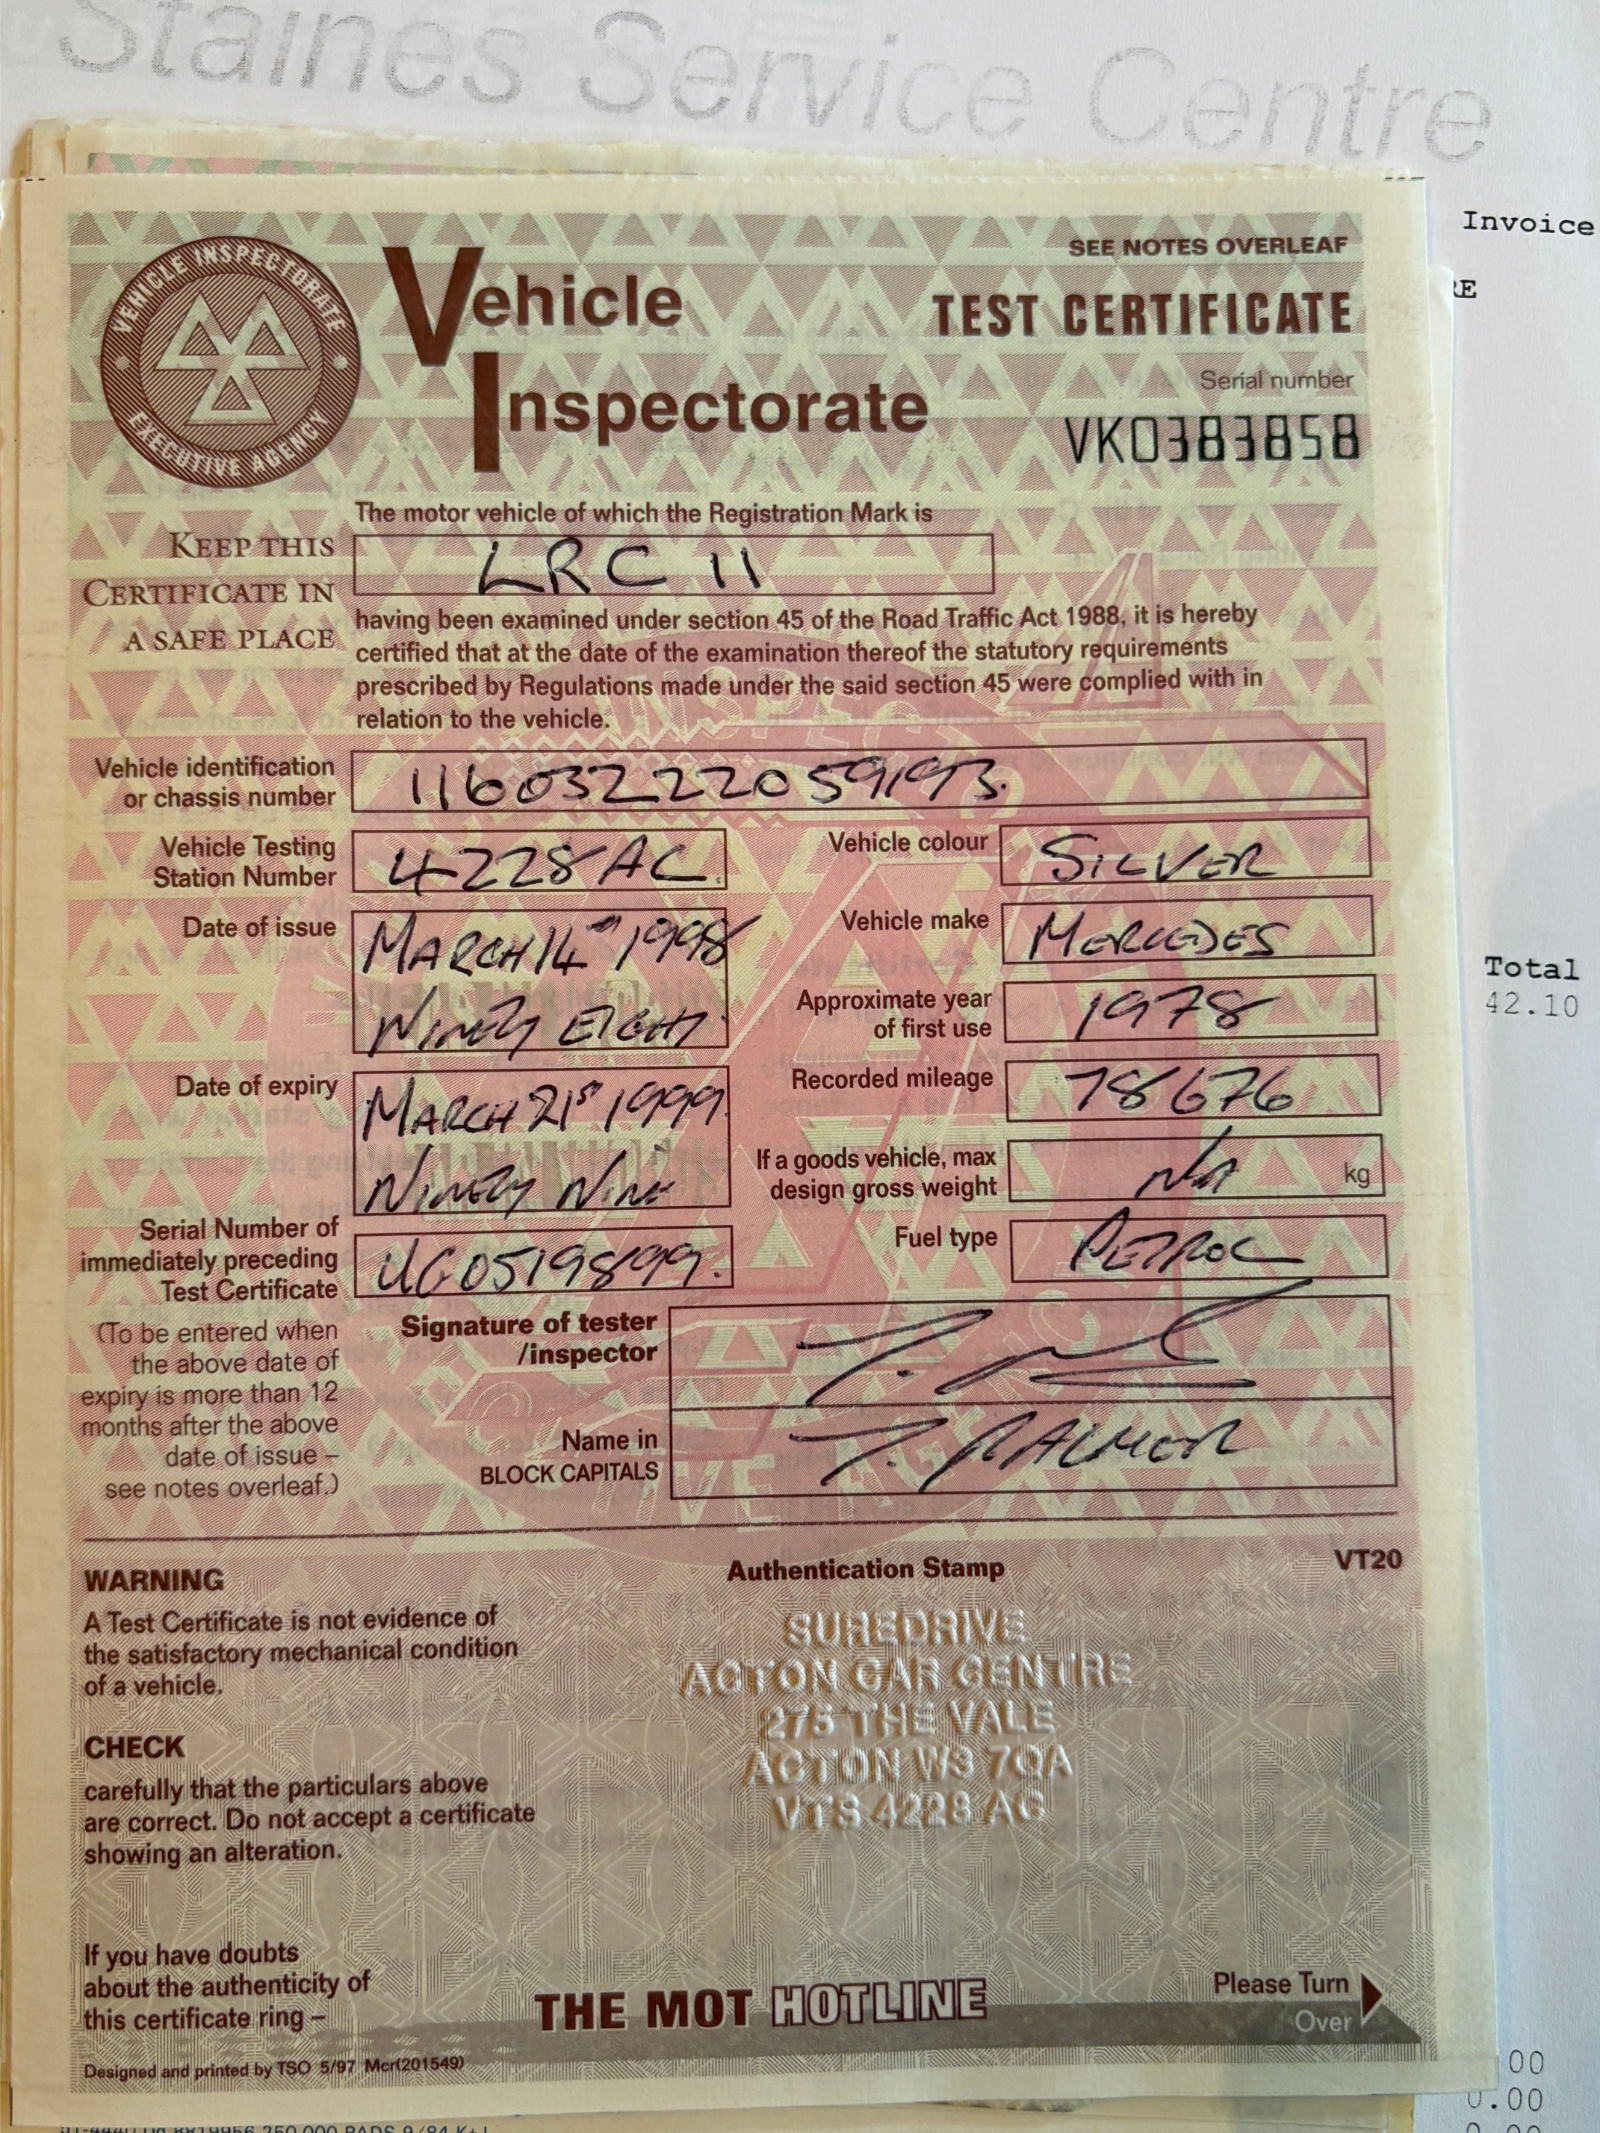 Staines Service Centre
Invoice
RE
VEHICLE INSPECTORATE
EXECUTIVE AGENCY
Vehicle
Inspectorate
SEE NOTES OVERLEAF
TEST CERTIFICATE
Serial number
VK0383858
KEEP THIS
CERTIFICATE IN
A SAFE PLACE
The motor vehicle of which the Registration Mark is
LRC 11
having been examined under section 45 of the Road Traffic Act 1988, it is hereby
certified that at the date of the examination thereof the statutory requirements
prescribed by Regulations made under the said section 45 were complied with in
relation to the vehicle.
Vehicle identification
or chassis number
11603222059193.
Vehicle Testing
Station Number
4228AC.
Vehicle colour
SILVER
Date of issue
MARCH 14th 1998
NINETY EIGHT
Vehicle make
MERCEDES
Approximate year
of first use
1978
Date of expiry
MARCH 21st 1999
NINETY NINE
Recorded mileage
78676
If a goods vehicle, max
design gross weight
N/A
kg
Serial Number of
immediately preceding
Test Certificate
UC0519899.
Fuel type
PETROL
(To be entered when
the above date of
expiry is more than 12
months after the above
date of issue –
see notes overleaf.)
Signature of tester
/inspector
Name in
BLOCK CAPITALS
T. PALMER
WARNING
A Test Certificate is not evidence of
the satisfactory mechanical condition
of a vehicle.
Authentication Stamp
VT20
SUREDRIVE
ACTON CAR CENTRE
275 THE VALE
ACTON W3 7QA
VTS 4228 AC
CHECK
carefully that the particulars above
are correct. Do not accept a certificate
showing an alteration.
If you have doubts
about the authenticity of
this certificate ring –
THE MOT HOTLINE
Please Turn
Over
Designed and printed by TSO 5/97 Mcr(201549)
Total
42.10
00
0.00